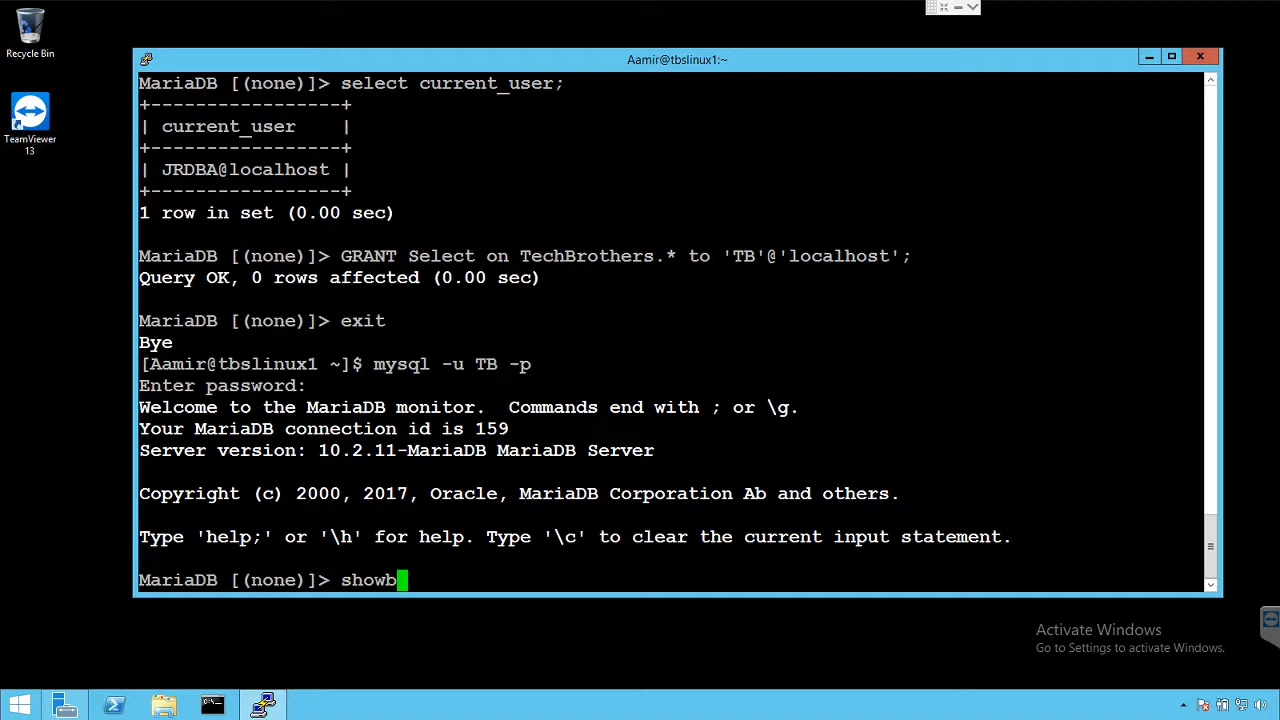 Recycle Bin
TeamViewer
13
Aamir@tbslinux1:~
MariaDB [(none)]> select current_user;
+-----------------+
| current_user    |
+-----------------+
| JRDBA@localhost |
+-----------------+
1 row in set (0.00 sec)
MariaDB [(none)]> GRANT Select on TechBrothers.* to 'TB'@'localhost';
Query OK, 0 rows affected (0.00 sec)
MariaDB [(none)]> exit
Bye
[Aamir@tbslinux1 ~]$ mysql -u TB -p
Enter password:
Welcome to the MariaDB monitor.  Commands end with ; or \g.
Your MariaDB connection id is 159
Server version: 10.2.11-MariaDB MariaDB Server
Copyright (c) 2000, 2017, Oracle, MariaDB Corporation Ab and others.
Type 'help;' or '\h' for help. Type '\c' to clear the current input statement.
MariaDB [(none)]> showb
Activate Windows
Go to Settings to activate Windows.